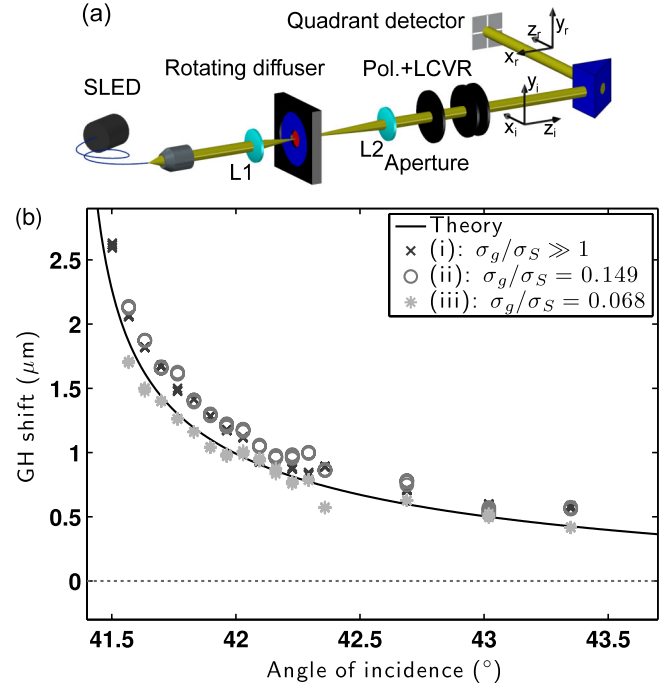 (a)
Quadrant detector
y_r
z_r
x_r
SLED
Rotating diffuser
Pol.+LCVR
y_i
x_i
z_i
L1
L2
Aperture
(b)
Theory
(i): σ_g/σ_S ≫ 1
(ii): σ_g/σ_S = 0.149
(iii): σ_g/σ_S = 0.068
GH shift (μm)
2.5
2
1.5
1
0.5
0
41.5 42 42.5 43 43.5
Angle of incidence (°)